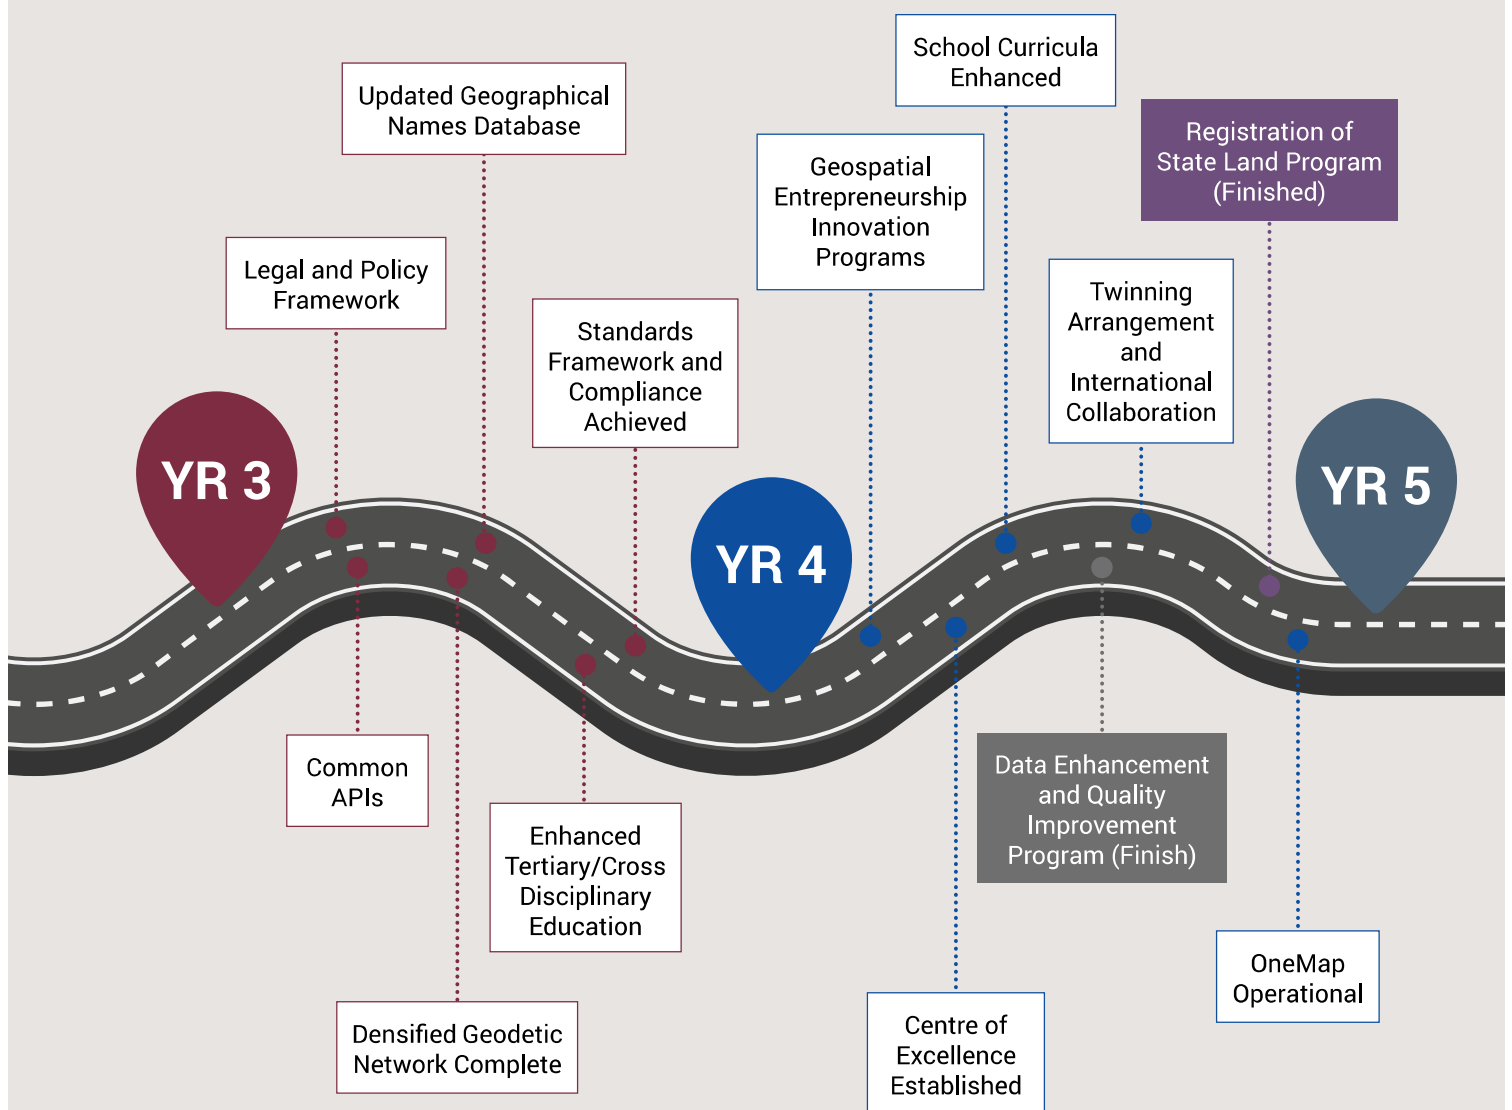 School Curricula
Enhanced
Updated Geographical
Names Database
Registration of
State Land Program
(Finished)
Geospatial
Entrepreneurship
Innovation
Programs
Legal and Policy
Framework
Twinning
Arrangement
and
International
Collaboration
Standards
Framework and
Compliance
Achieved
YR 3
YR 4
YR 5
Common
APIs
Data Enhancement
and Quality
Improvement
Program (Finish)
Enhanced
Tertiary/Cross
Disciplinary
Education
OneMap
Operational
Densified Geodetic
Network Complete
Centre of
Excellence
Established